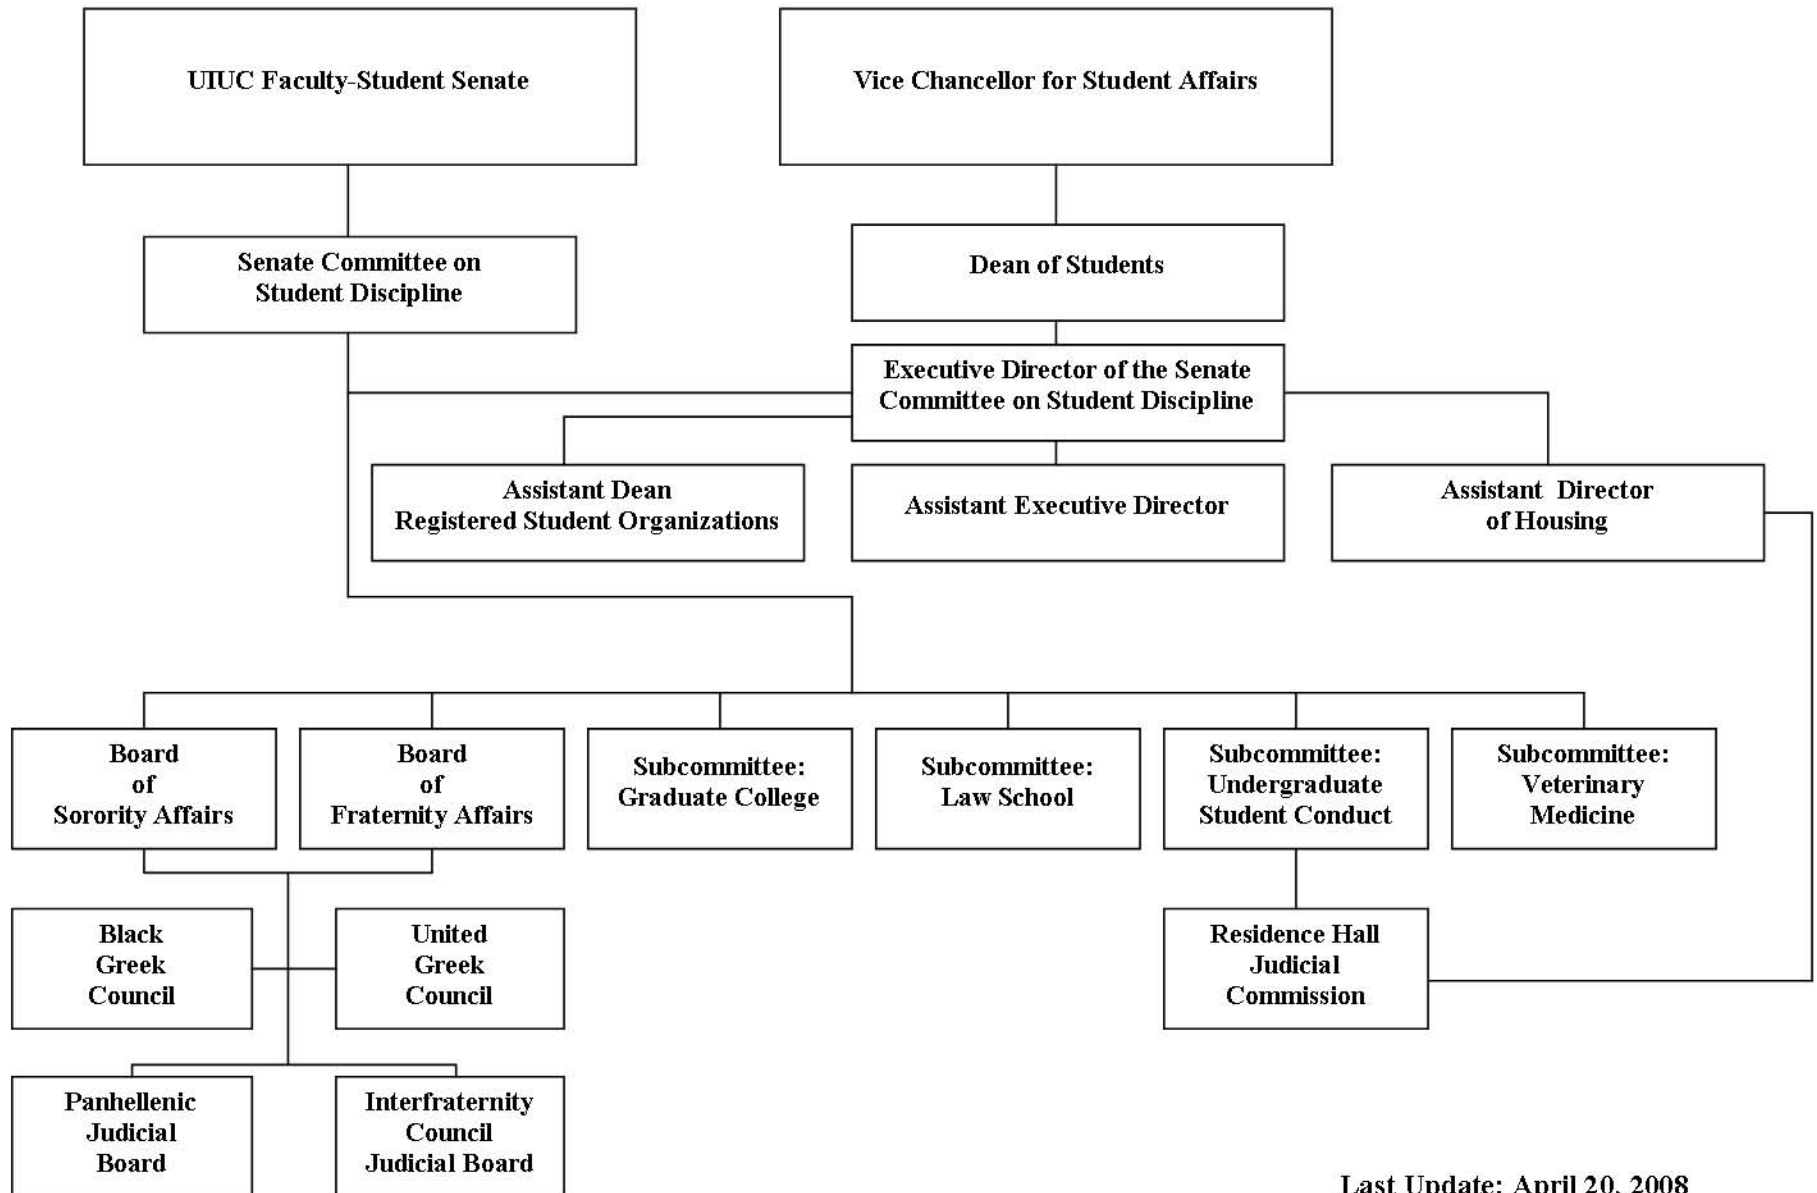 UIUC Faculty-Student Senate
Vice Chancellor for Student Affairs
Senate Committee on
Student Discipline
Dean of Students
Executive Director of the Senate
Committee on Student Discipline
Assistant Dean
Registered Student Organizations
Assistant Executive Director
Assistant Director
of Housing
Board
of
Sorority Affairs
Board
of
Fraternity Affairs
Subcommittee:
Graduate College
Subcommittee:
Law School
Subcommittee:
Undergraduate
Student Conduct
Subcommittee:
Veterinary
Medicine
Black
Greek
Council
United
Greek
Council
Residence Hall
Judicial
Commission
Panhellenic
Judicial
Board
Interfraternity
Council
Judicial Board
Last Update: April 20, 2008